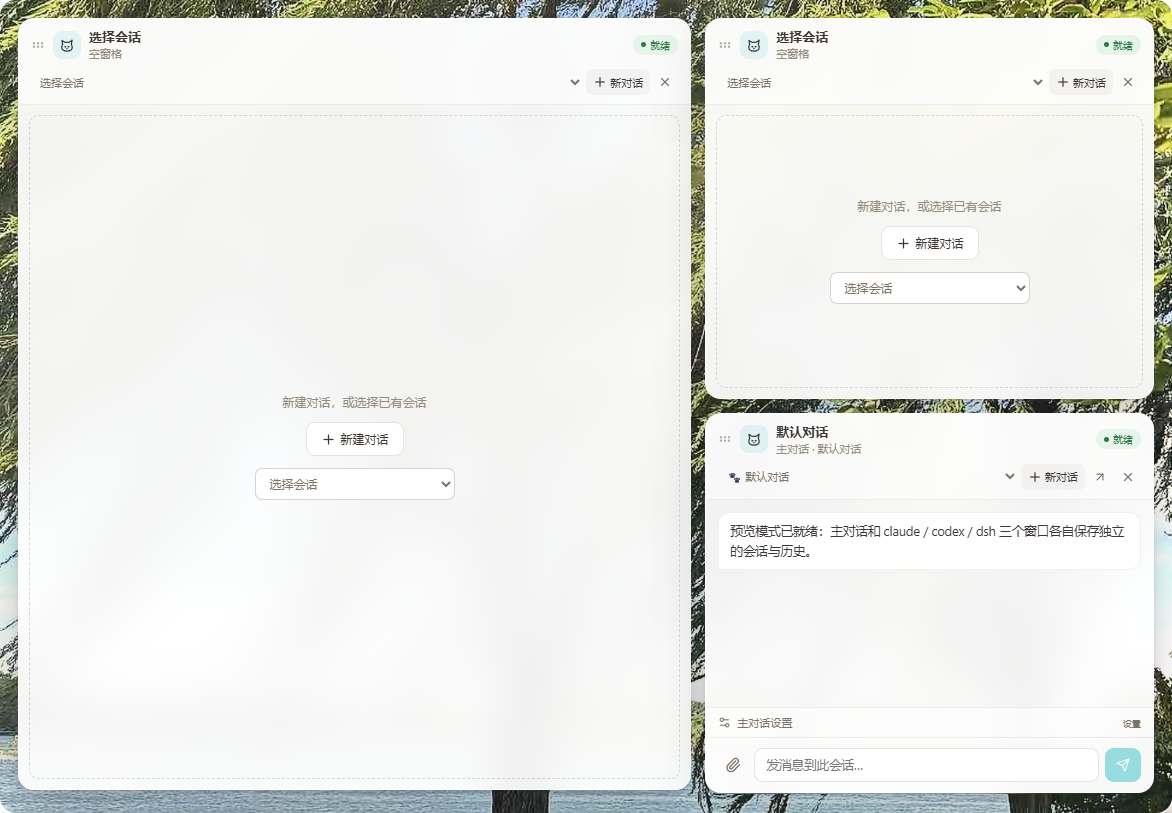 选择会话
空窗格
就绪
选择会话
新对话
新建对话，或选择已有会话
新建对话
选择会话
选择会话
空窗格
就绪
选择会话
新对话
新建对话，或选择已有会话
新建对话
选择会话
默认对话
主对话 · 默认对话
就绪
默认对话
新对话
预览模式已就绪：主对话和 claude / codex / dsh 三个窗口各自保存独立
的会话与历史。
主对话设置
设置
发消息到此会话...